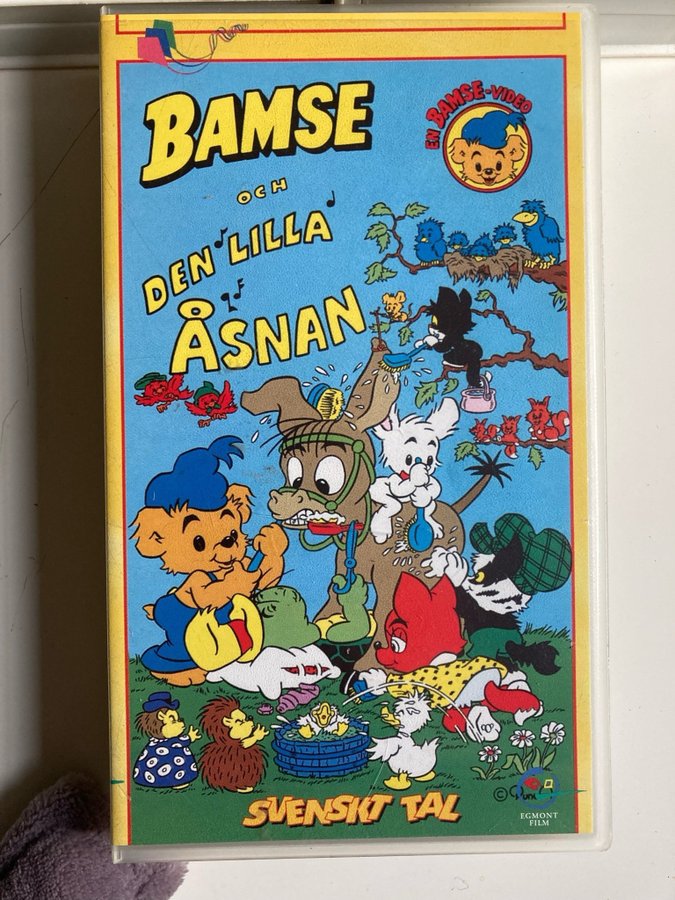 BAMSE
EN BAMSE-VIDEO
OCH
DEN LILLA
ÅSNAN
SVENSKT TAL
©
EGMONT
FILM